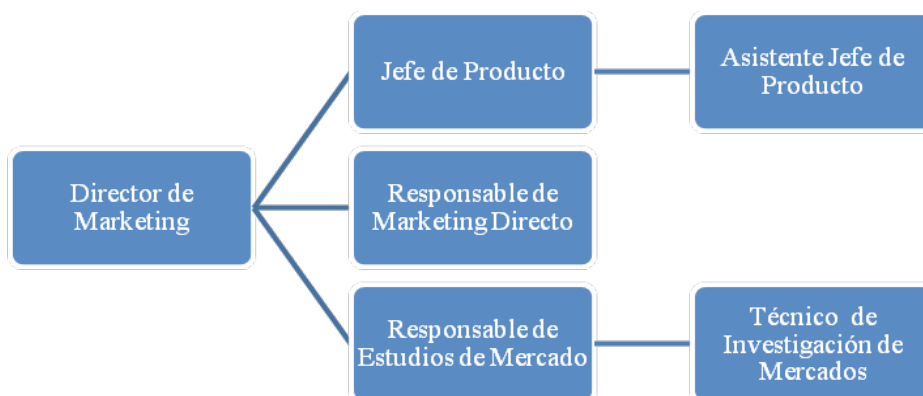 Jefe de Producto
Asistente Jefe de
Producto
Director de
Marketing
Responsable de
Marketing Directo
Responsable de
Estudios de Mercado
Técnico de
Investigación de
Mercados